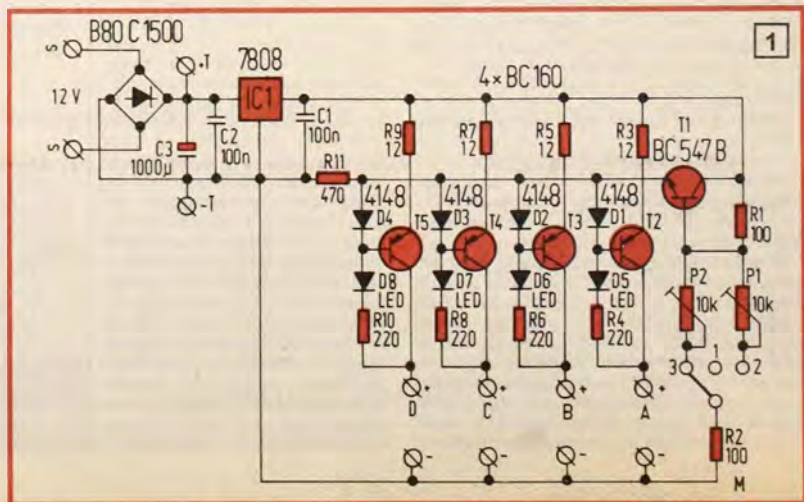 1
B80 C1500
7808
4×BC160
S
+T
12 V
IC1
C1
100n
C2
100n
C3
1000µ
S
-T
R11
470
R9
12
R7
12
R5
12
R3
12
T1
BC 547 B
4148
D4
4148
D3
4148
D2
4148
D1
T5
T4
T3
T2
R1
100
D8
LED
D7
LED
D6
LED
D5
LED
P2
10k
P1
10k
R10
220
R8
220
R6
220
R4
220
3
1
2
+
+
+
+
D
C
B
A
-
-
-
-
R2
100
M